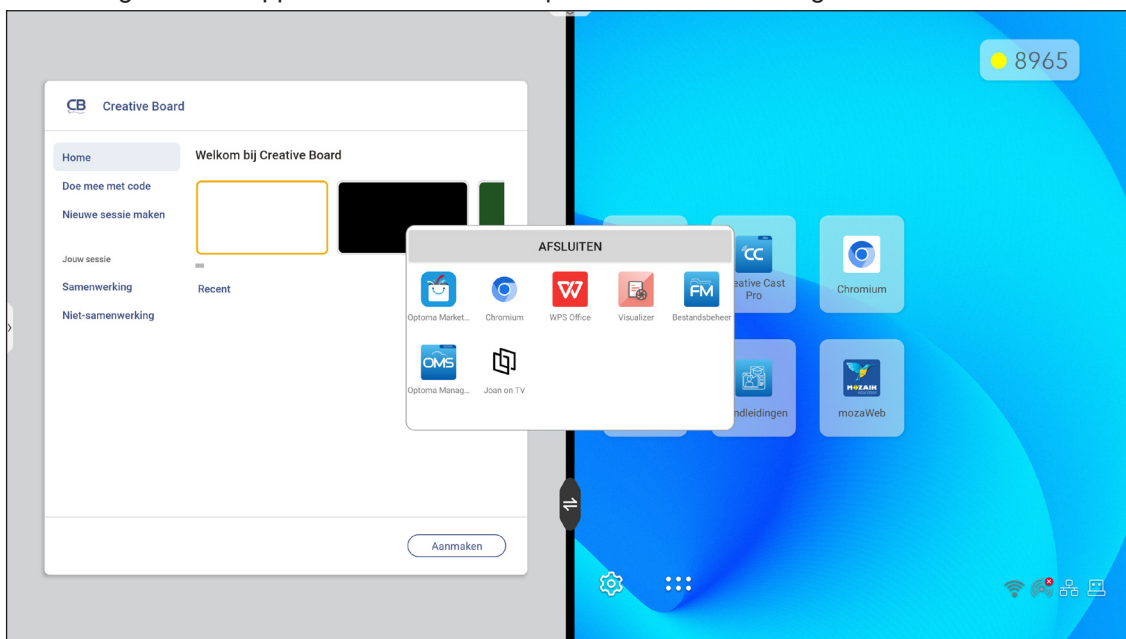 8965
CB Creative Board
Home
Welkom bij Creative Board
Doe mee met code
Nieuwe sessie maken
Jouw sessie
Samenwerking
Recent
Niet-samenwerking
Aanmaken
AFSLUITEN
Optoma Market...
Chromium
WPS Office
Visualizer
FM
Bestandsbeheer
OMS
Optoma Manag...
Joan on TV
CC
eative Cast
Pro
Chromium
ndleidingen
MOZAIK
mozaWeb